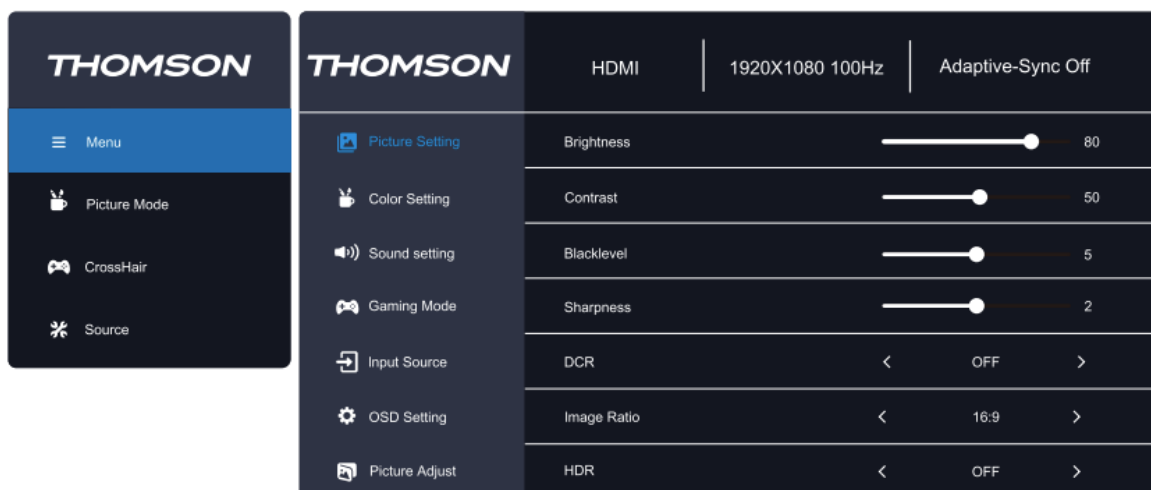 THOMSON
Menu
Picture Mode
CrossHair
Source
THOMSON
HDMI
1920X1080 100Hz
Adaptive-Sync Off
Picture Setting
Color Setting
Sound setting
Gaming Mode
Input Source
OSD Setting
Picture Adjust
Brightness 80
Contrast 50
Blacklevel 5
Sharpness 2
DCR < OFF >
Image Ratio < 16:9 >
HDR < OFF >